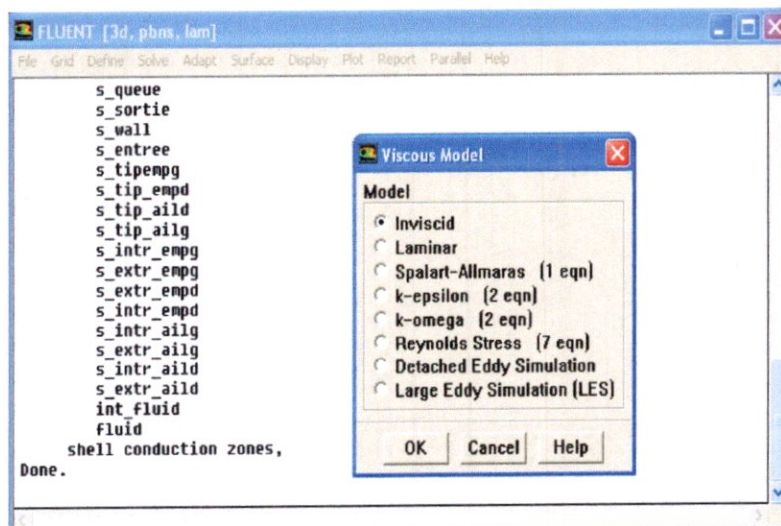 FLUENT [3d, pbns, lam]
File Grid Define Solve Adapt Surface Display Plot Report Parallel Help
s_queue
s_sortie
s_wall
s_entree
s_tipempg
s_tip_empd
s_tip_aild
s_tip_ailg
s_intr_empg
s_extr_empg
s_extr_empd
s_intr_empd
s_intr_ailg
s_extr_ailg
s_intr_aild
s_extr_aild
int_fluid
fluid
shell conduction zones,
Done.
Viscous Model
Model
Inviscid
Laminar
Spalart-Allmaras (1 eqn)
k-epsilon (2 eqn)
k-omega (2 eqn)
Reynolds Stress (7 eqn)
Detached Eddy Simulation
Large Eddy Simulation (LES)
OK Cancel Help